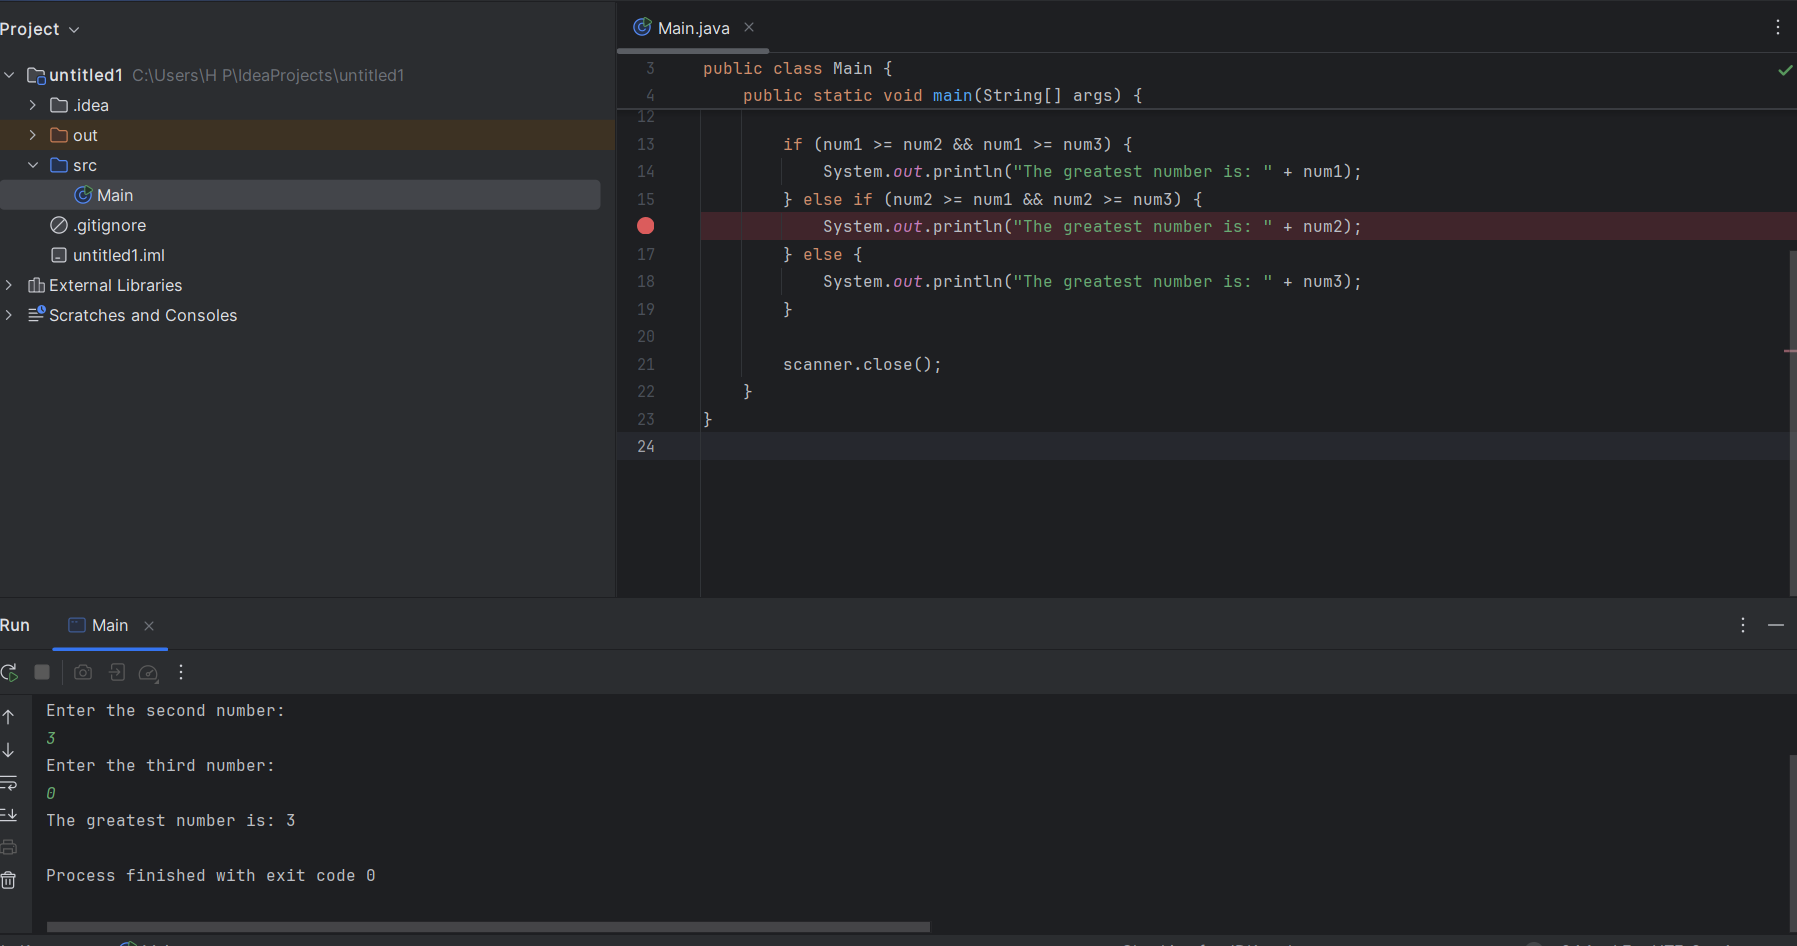 Project
untitled1 C:\Users\H P\IdeaProjects\untitled1
.idea
out
src
Main
.gitignore
untitled1.iml
External Libraries
Scratches and Consoles
Main.java
3 public class Main {
4 public static void main(String[] args) {
12
13 if (num1 >= num2 && num1 >= num3) {
14 System.out.println("The greatest number is: " + num1);
15 } else if (num2 >= num1 && num2 >= num3) {
System.out.println("The greatest number is: " + num2);
17 } else {
18 System.out.println("The greatest number is: " + num3);
19 }
20
21 scanner.close();
22 }
23 }
24
Run Main
Enter the second number:
3
Enter the third number:
0
The greatest number is: 3
Process finished with exit code 0